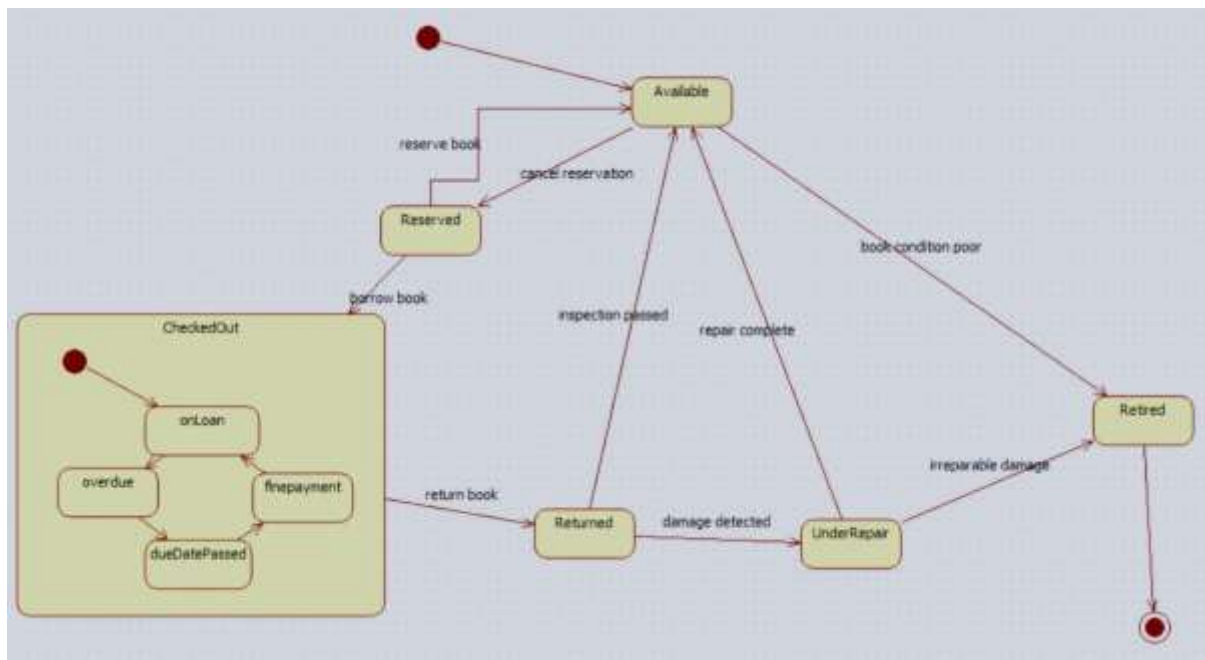 Available
reserve book
cancel reservation
Reserved
book condition poor
borrow book
inspection passed
repair complete
CheckedOut
onLoan
Retired
overdue
finepayment
irreparable damage
return book
Returned
damage detected
UnderRepair
dueDatePassed